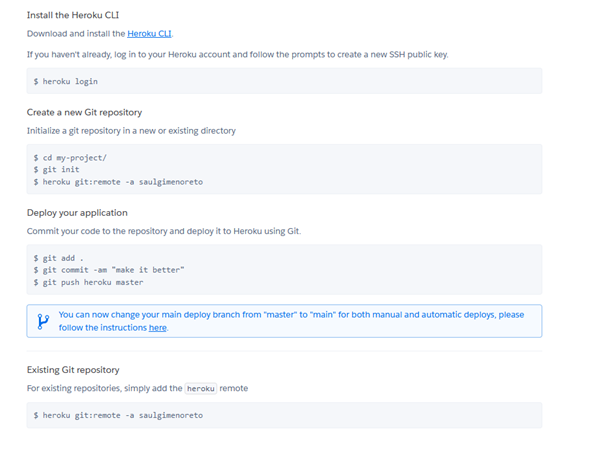 Install the Heroku CLI
Download and install the Heroku CLI.
If you haven't already, log in to your Heroku account and follow the prompts to create a new SSH public key.
$ heroku login
Create a new Git repository
Initialize a git repository in a new or existing directory
$ cd my-project/
$ git init
$ heroku git:remote -a saulgimenoreto
Deploy your application
Commit your code to the repository and deploy it to Heroku using Git.
$ git add .
$ git commit -am "make it better"
$ git push heroku master
You can now change your main deploy branch from "master" to "main" for both manual and automatic deploys, please
follow the instructions here.
Existing Git repository
For existing repositories, simply add the heroku remote
$ heroku git:remote -a saulgimenoreto